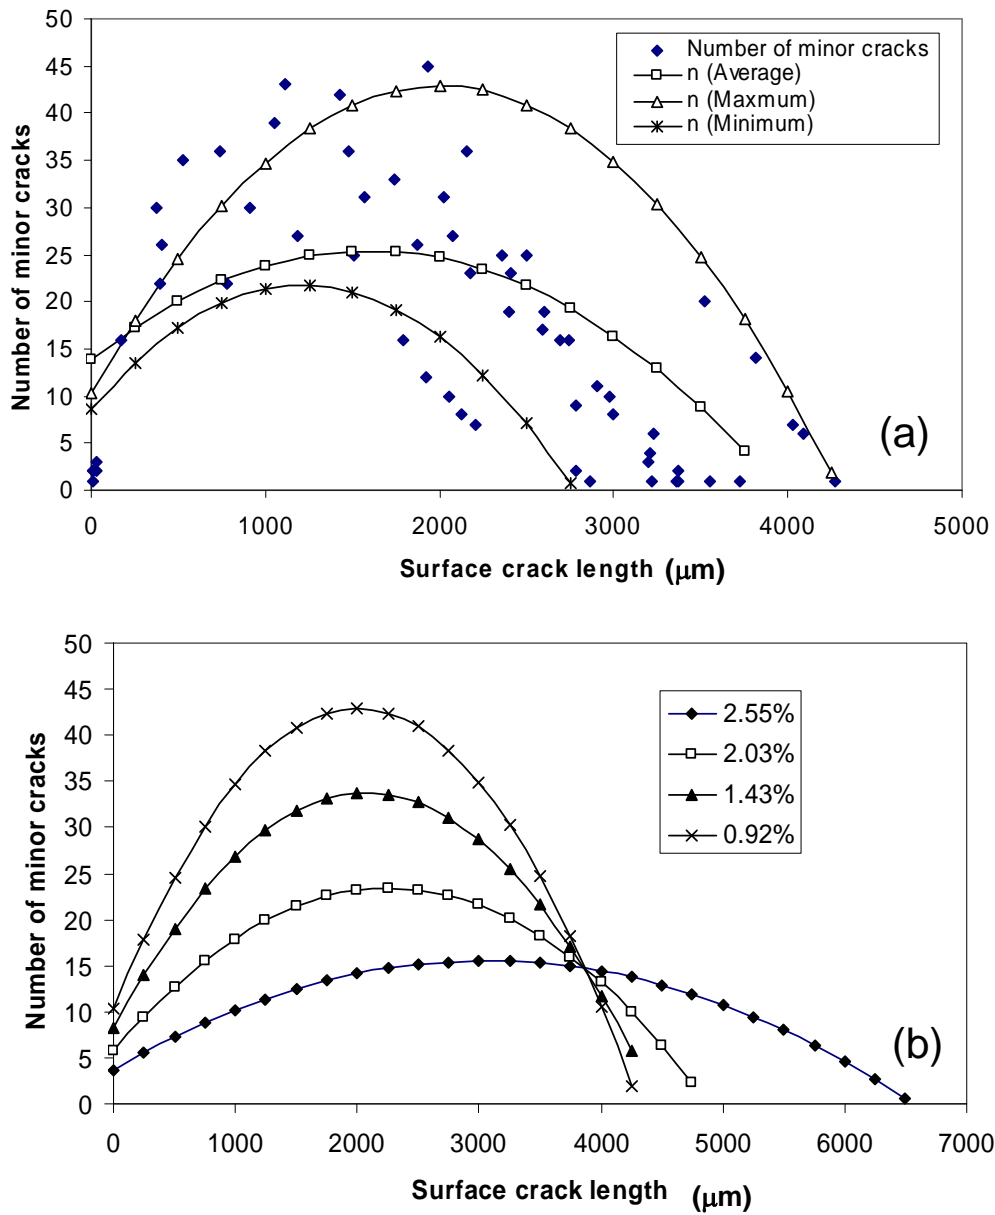 50
45
40
35
30
25
20
15
10
5
0
Number of minor cracks
Number of minor cracks
n (Average)
n (Maxmum)
n (Minimum)
(a)
0 1000 2000 3000 4000 5000
Surface crack length (μm)
50
45
40
35
30
25
20
15
10
5
0
Number of minor cracks
2.55%
2.03%
1.43%
0.92%
(b)
0 1000 2000 3000 4000 5000 6000 7000
Surface crack length (μm)